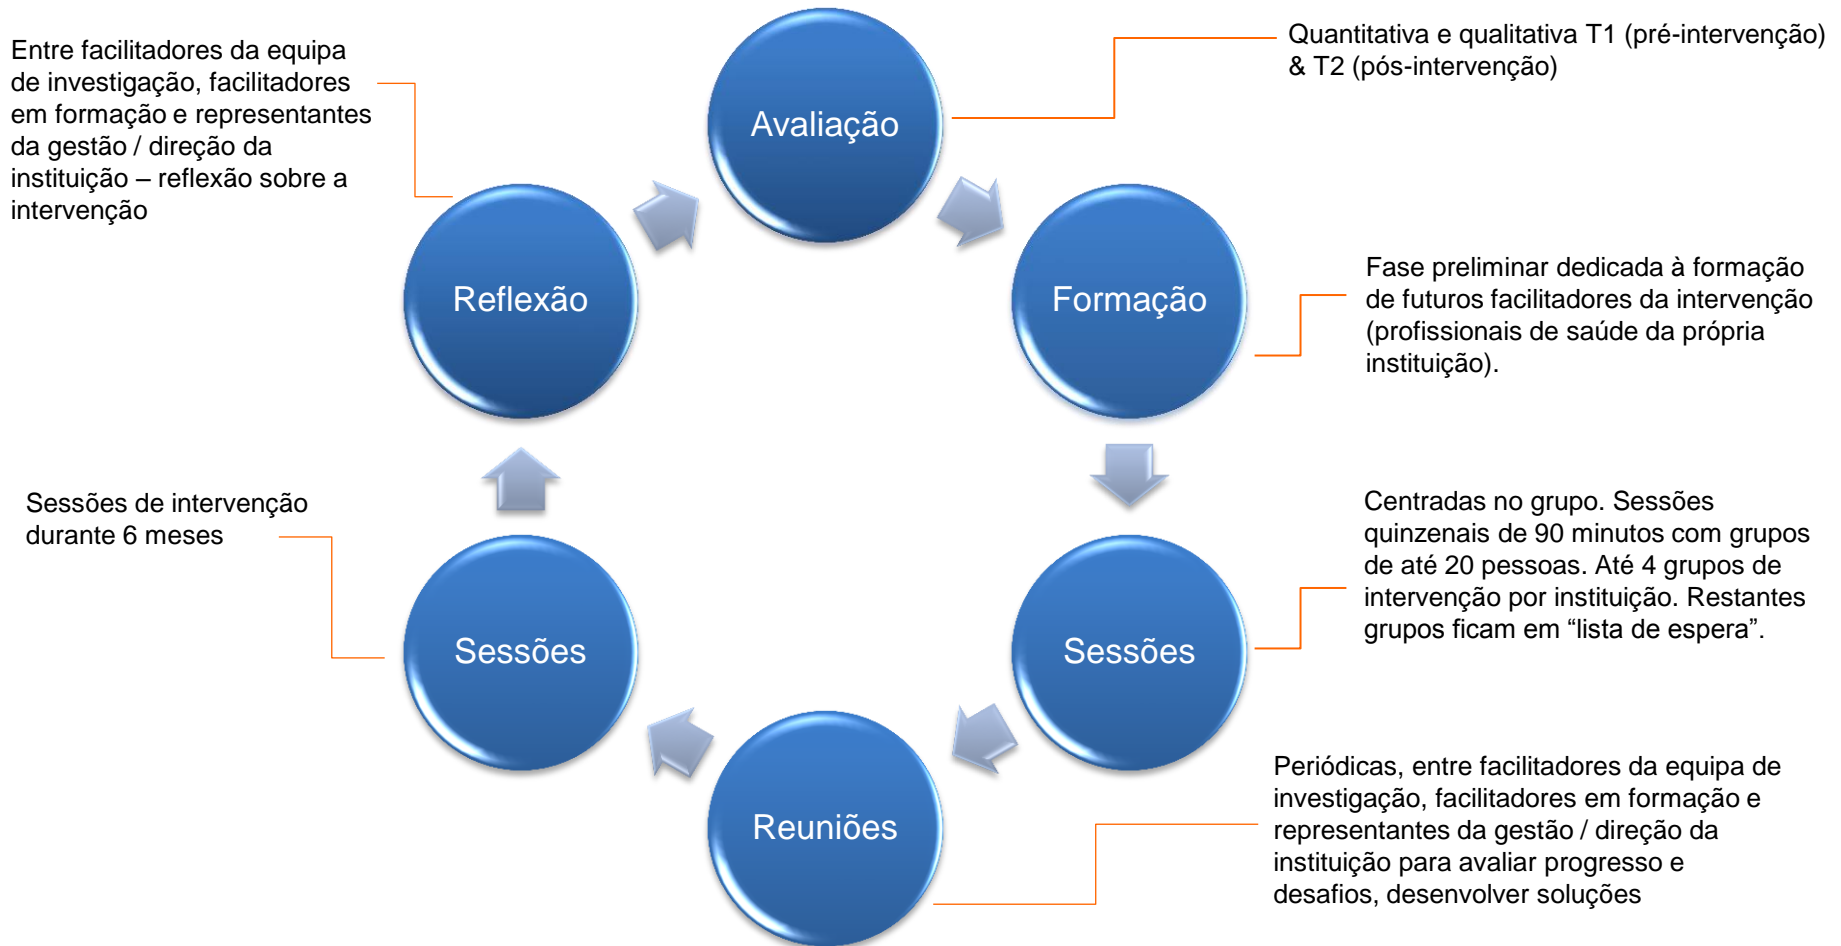 Avaliação
Quantitativa e qualitativa T1 (pré-intervenção)
& T2 (pós-intervenção)
Formação
Fase preliminar dedicada à formação
de futuros facilitadores da intervenção
(profissionais de saúde da própria
instituição).
Sessões
Centradas no grupo. Sessões
quinzenais de 90 minutos com grupos
de até 20 pessoas. Até 4 grupos de
intervenção por instituição. Restantes
grupos ficam em “lista de espera”.
Reuniões
Periódicas, entre facilitadores da equipa de
investigação, facilitadores em formação e
representantes da gestão / direção da
instituição para avaliar progresso e
desafios, desenvolver soluções
Sessões
Sessões de intervenção
durante 6 meses
Reflexão
Entre facilitadores da equipa
de investigação, facilitadores
em formação e representantes
da gestão / direção da
instituição – reflexão sobre a
intervenção